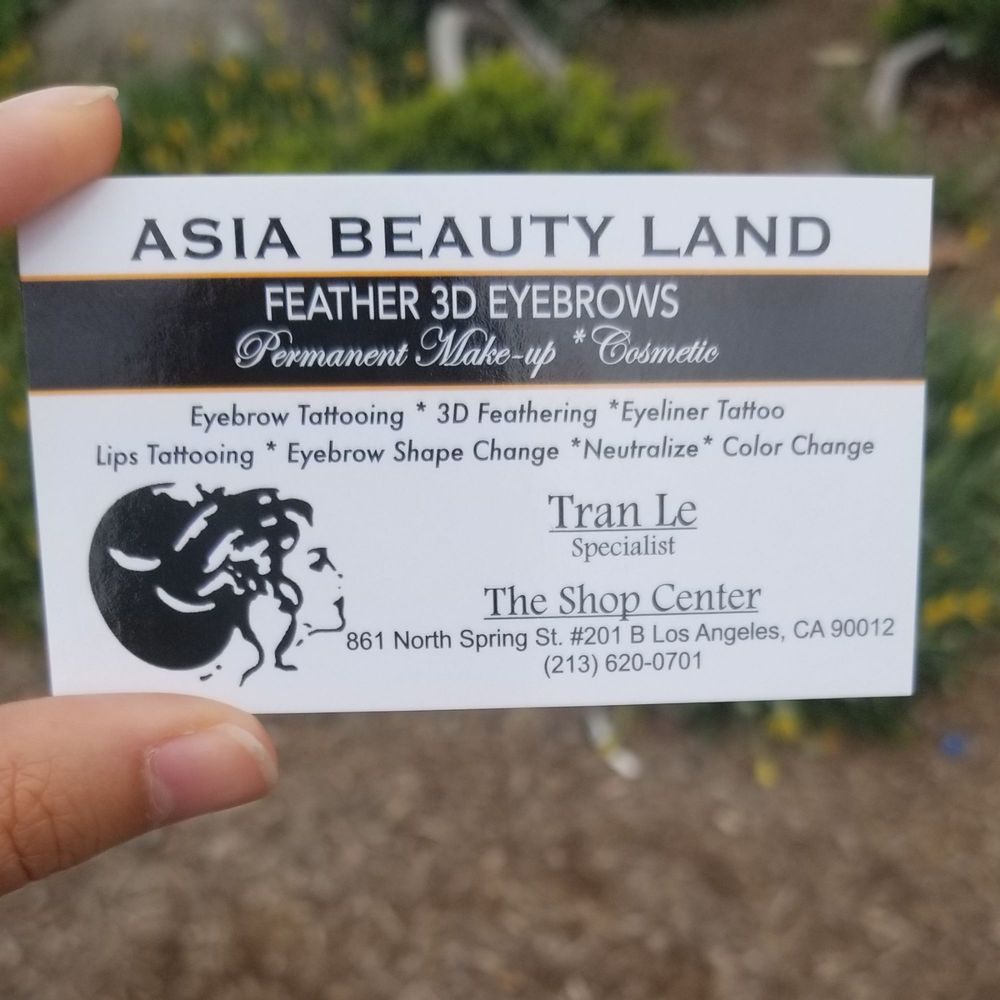 ASIA BEAUTY LAND
FEATHER 3D EYEBROWS
Permanent Make-up *Cosmetic
Eyebrow Tattooing * 3D Feathering *Eyeliner Tattoo
Lips Tattooing * Eyebrow Shape Change *Neutralize* Color Change
Tran Le
Specialist
The Shop Center
861 North Spring St. #201 B Los Angeles, CA 90012
(213) 620-0701